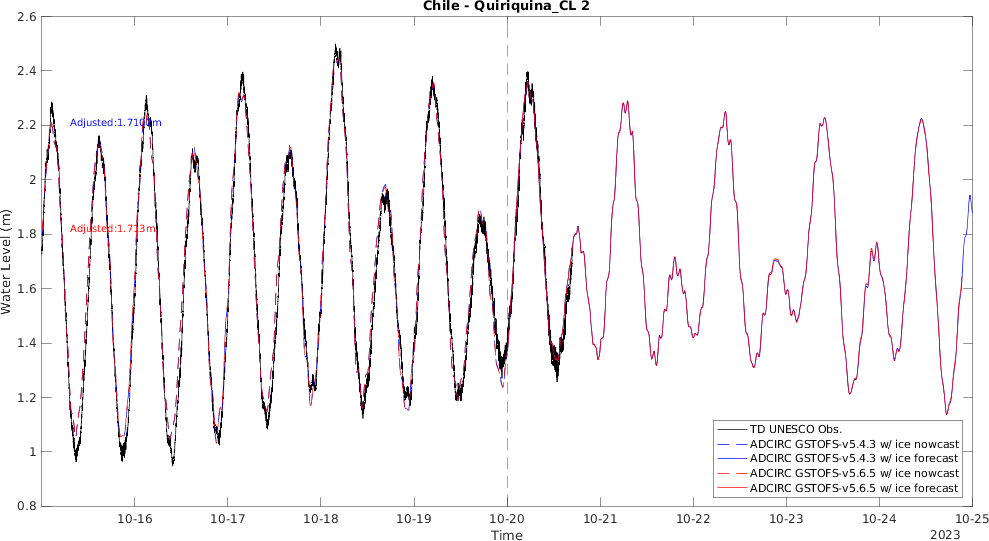 Chile - Quiriquina_CL 2
2.6
2.4
2.2
2
1.8
1.6
1.4
1.2
1
0.8
Water Level (m)
Adjusted:1.7160m
Adjusted:1.713m
TD UNESCO Obs.
ADCIRC GSTOFS-v5.4.3 w/ ice nowcast
ADCIRC GSTOFS-v5.4.3 w/ ice forecast
ADCIRC GSTOFS-v5.6.5 w/ ice nowcast
ADCIRC GSTOFS-v5.6.5 w/ ice forecast
10-16 10-17 10-18 10-19 10-20 10-21 10-22 10-23 10-24 10-25
Time
2023